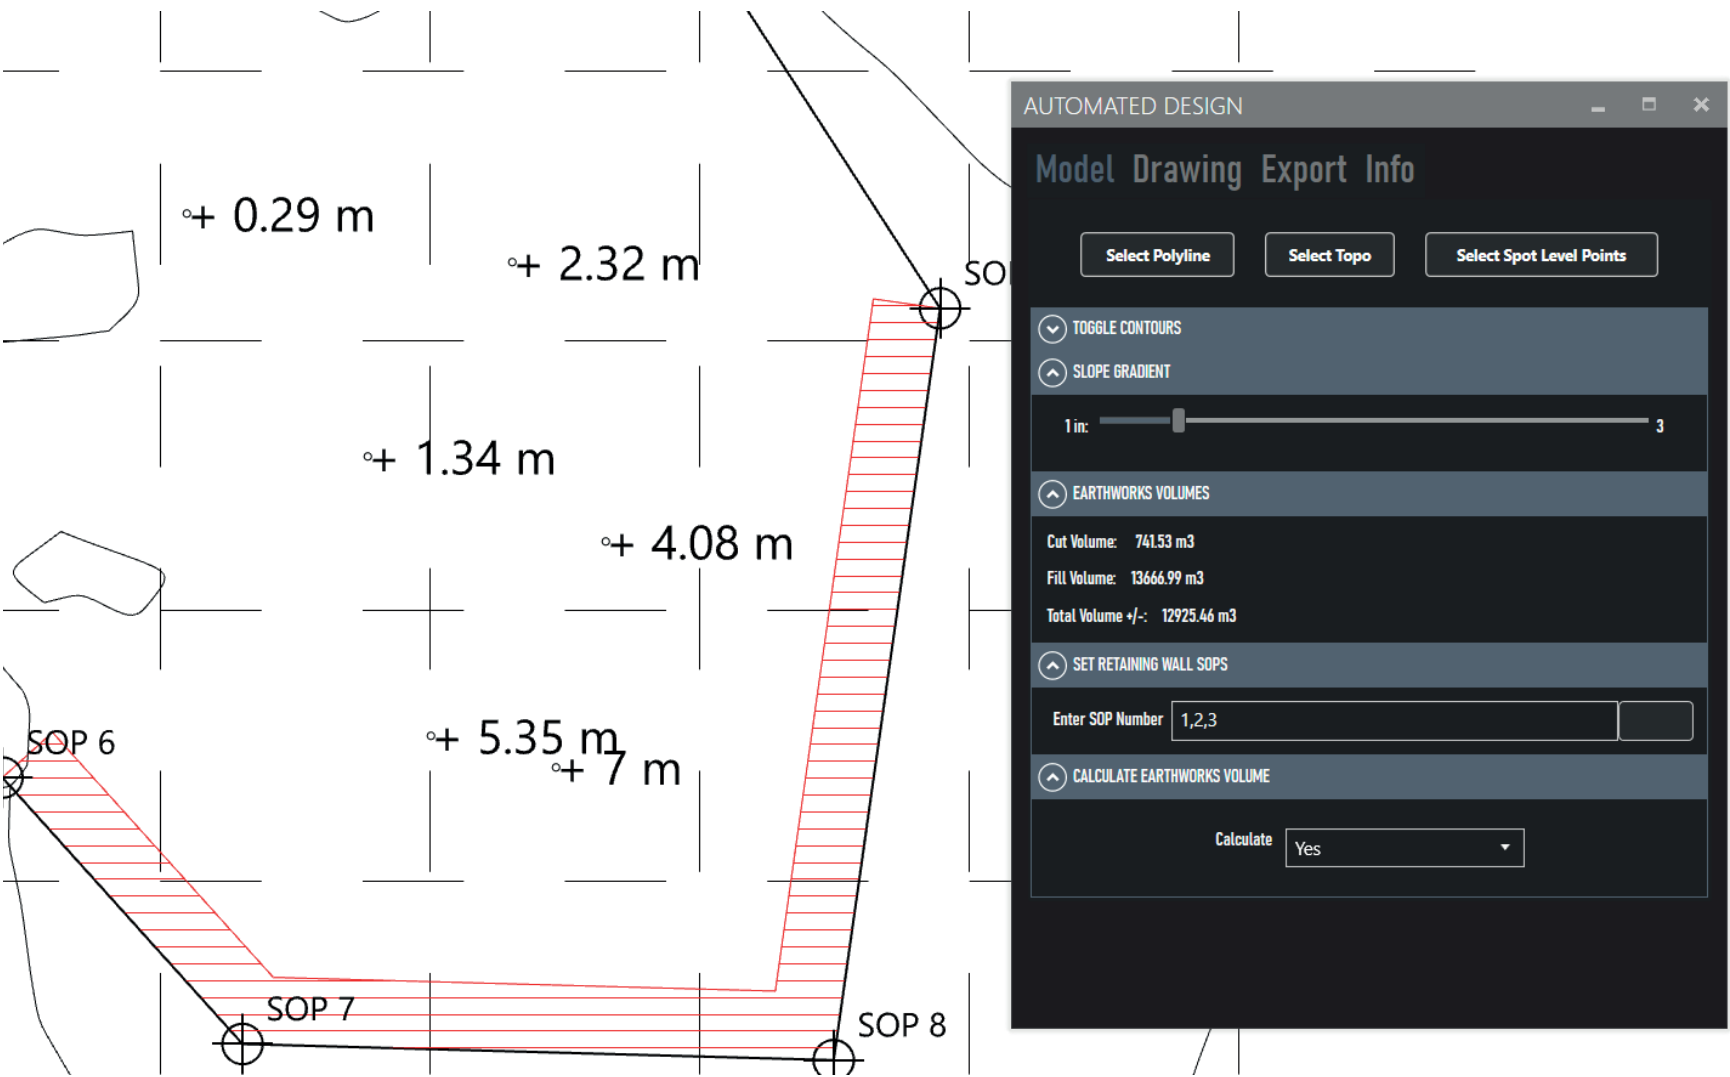 0.29 m
2.32 m
SO
1.34 m
4.08 m
5.35 m
7 m
SOP 6
SOP 7
SOP 8
AUTOMATED DESIGN
Model Drawing Export Info
Select Polyline Select Topo Select Spot Level Points
TOGGLE CONTOURS
SLOPE GRADIENT
1 in: 3
EARTHWORKS VOLUMES
Cut Volume: 741.53 m3
Fill Volume: 13666.99 m3
Total Volume +/-: 12925.46 m3
SET RETAINING WALL SOPS
Enter SOP Number 1,2,3
CALCULATE EARTHWORKS VOLUME
Calculate Yes